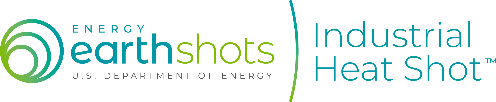 ENERGY
earthshots
U.S. DEPARTMENT OF ENERGY
Industrial
Heat Shot™